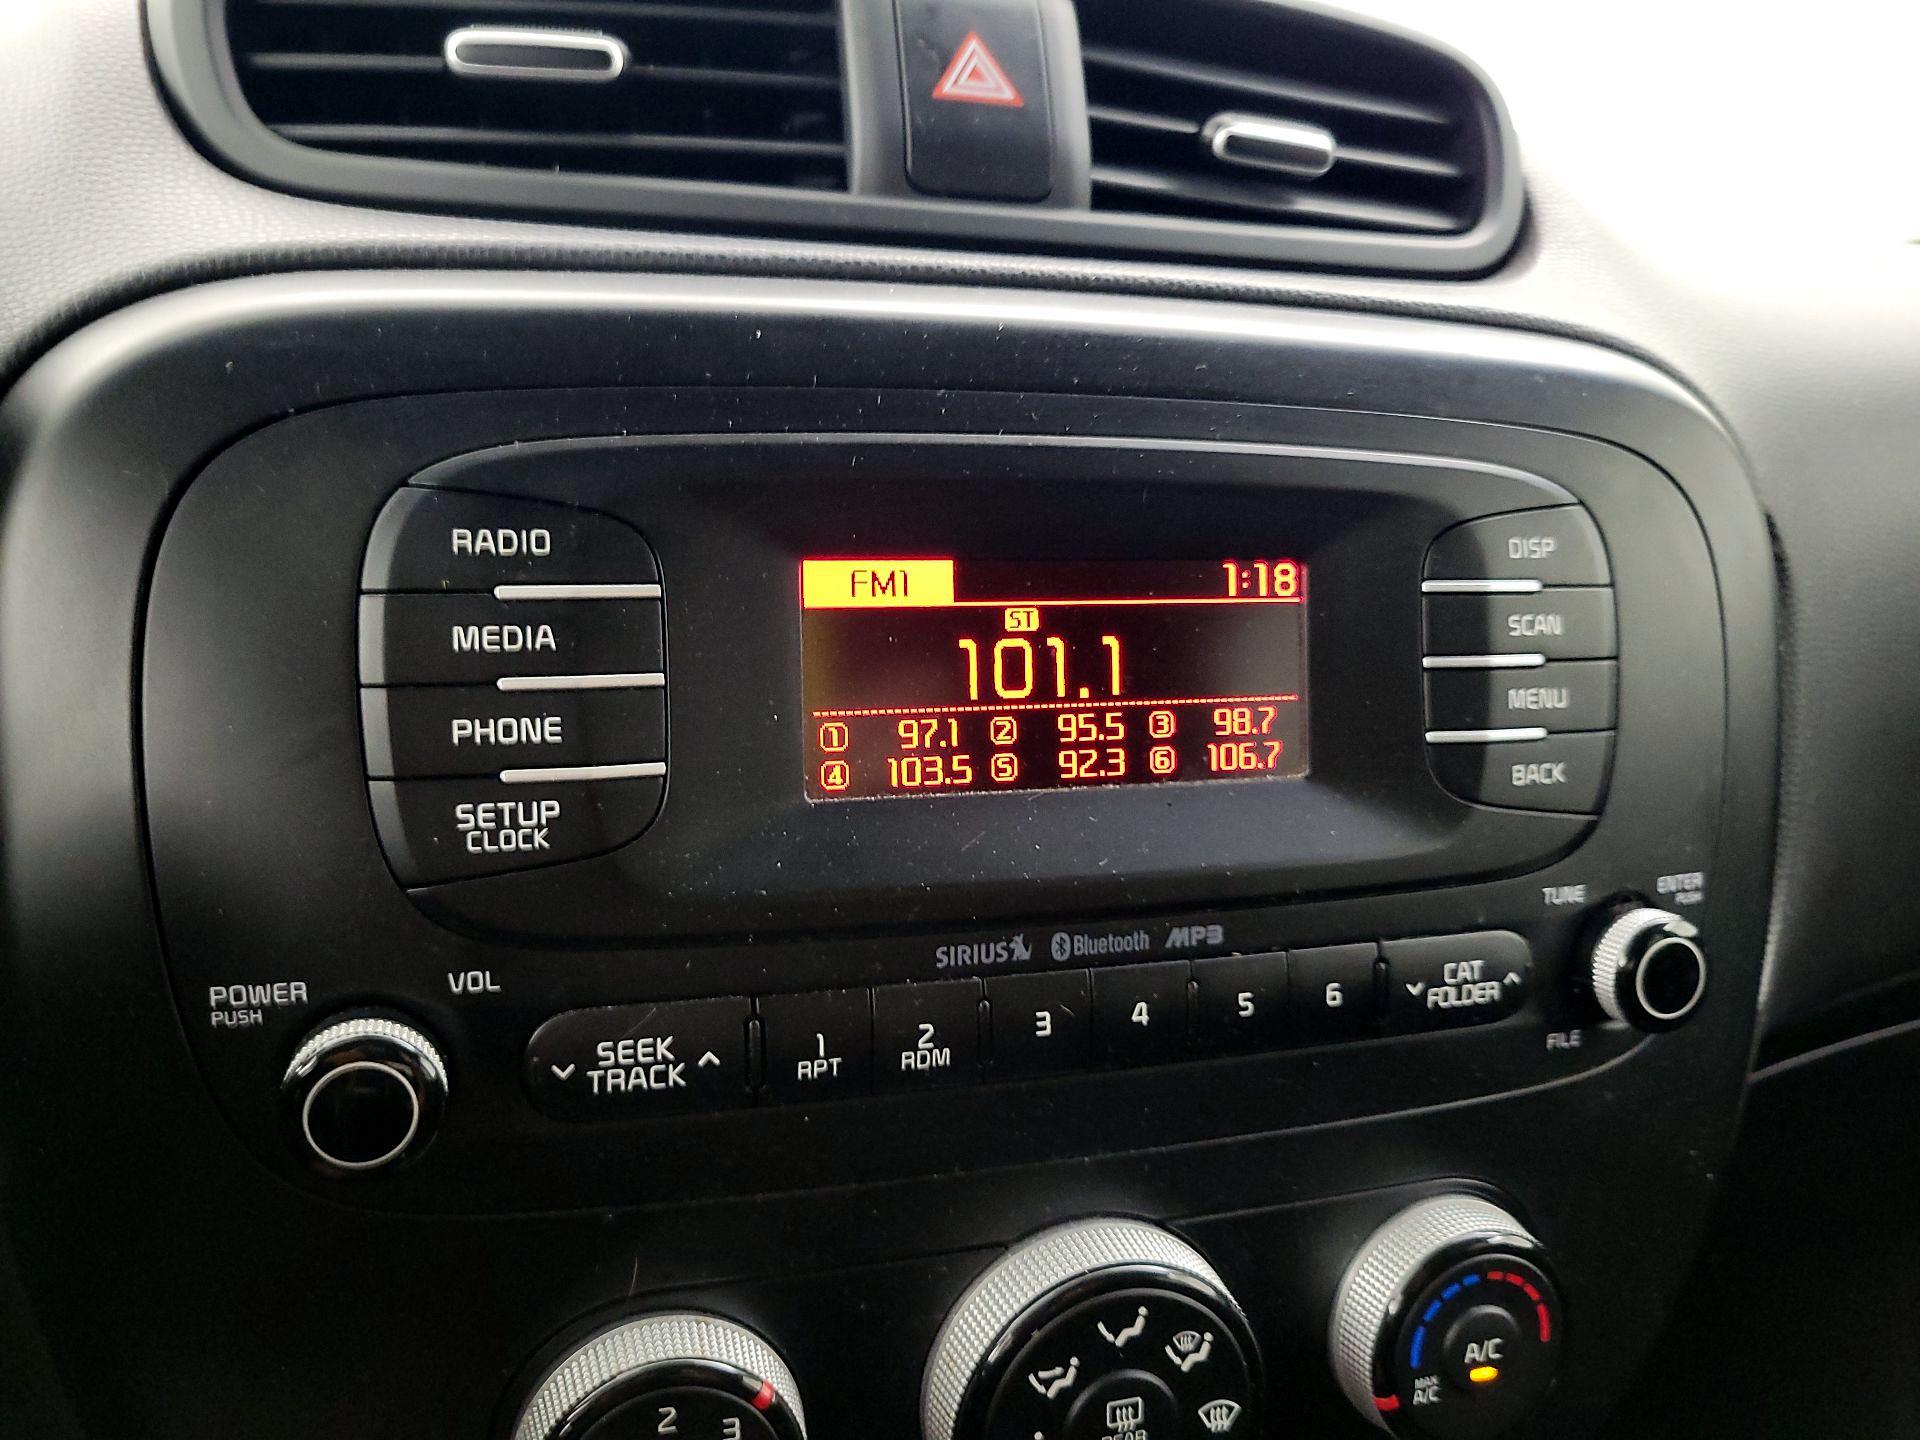 RADIO
MEDIA
PHONE
SETUP
CLOCK
FM1 1:18
ST
101.1
1 97.1 2 95.5 3 98.7
4 103.5 5 92.3 6 106.7
DISP
SCAN
MENU
BACK
TUNE
ENTER
PUSH
FILE
SIRIUS Bluetooth MP3
POWER
PUSH
VOL
SEEK
TRACK
1
RPT
2
RDM
3
4
5
6
CAT
FOLDER
2 3
REAR
A/C
MAX
A/C